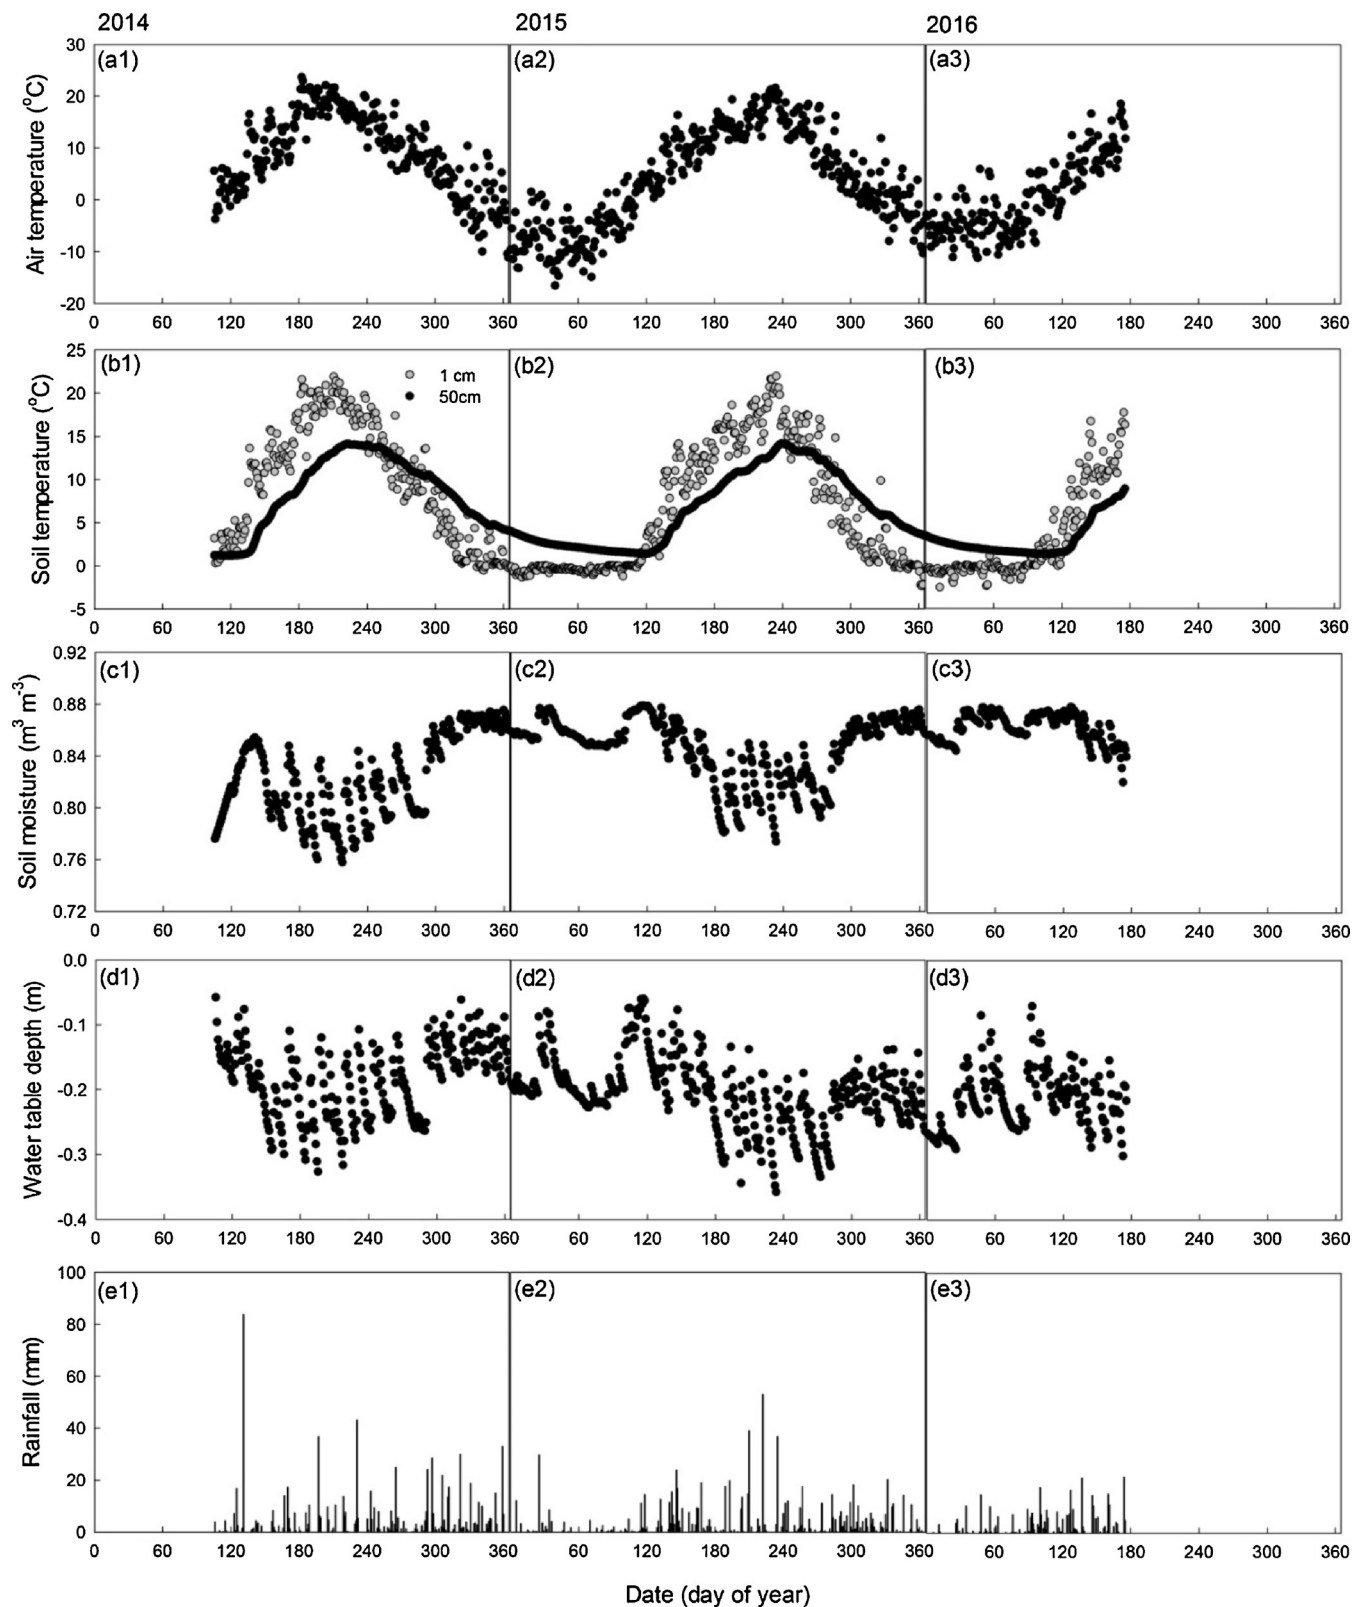 2014 2015 2016
(a1) (a2) (a3)
Air temperature (°C)
30
20
10
0
-10
-20
0 60 120 180 240 300 360 60 120 180 240 300 360 60 120 180 240 300 360
(b1) (b2) (b3)
1 cm
50cm
Soil temperature (°C)
25
20
15
10
5
0
-5
0 60 120 180 240 300 360 60 120 180 240 300 360 60 120 180 240 300 360
(c1) (c2) (c3)
Soil moisture (m³ m⁻³)
0.92
0.88
0.84
0.80
0.76
0.72
0 60 120 180 240 300 360 60 120 180 240 300 360 60 120 180 240 300 360
(d1) (d2) (d3)
Water table depth (m)
0.0
-0.1
-0.2
-0.3
-0.4
0 60 120 180 240 300 360 60 120 180 240 300 360 60 120 180 240 300 360
(e1) (e2) (e3)
Rainfall (mm)
100
80
60
40
20
0
0 60 120 180 240 300 360 60 120 180 240 300 360 60 120 180 240 300 360
Date (day of year)